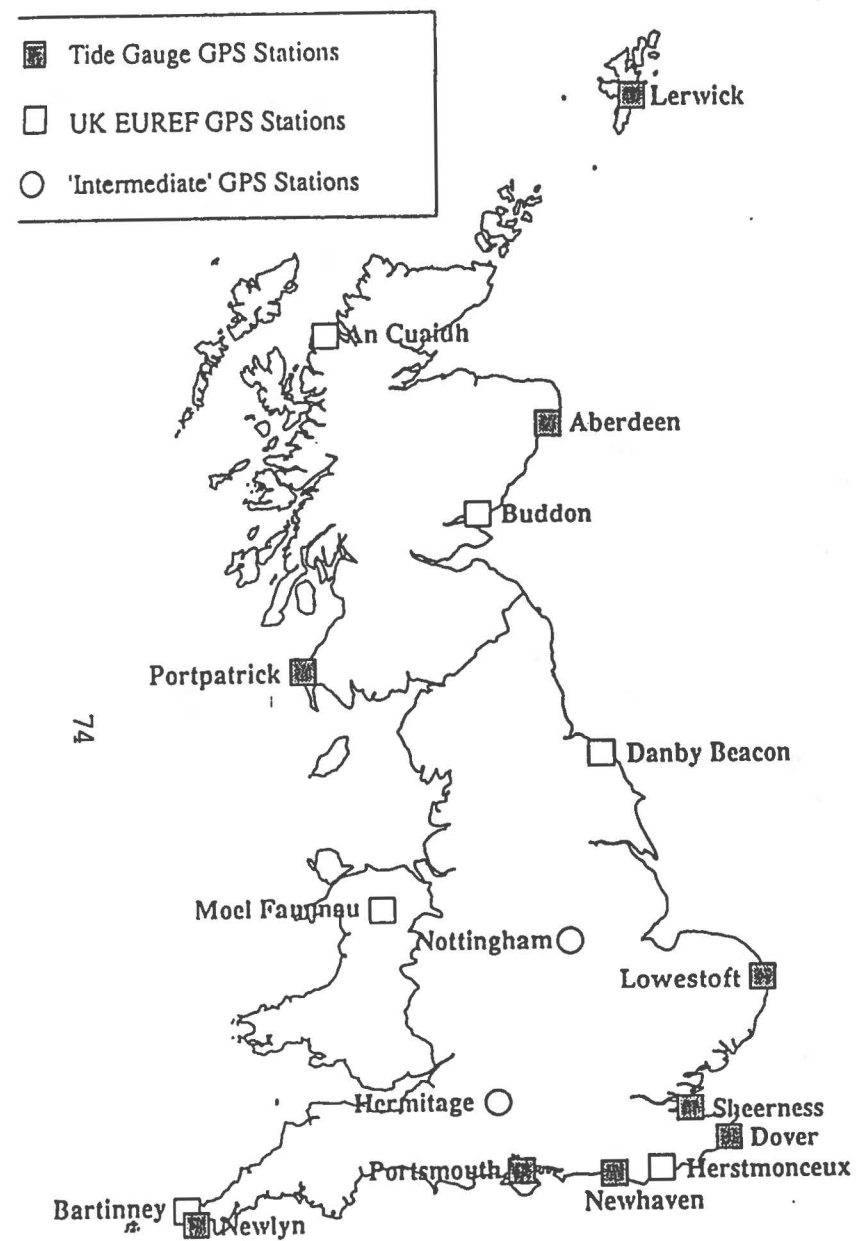 Tide Gauge GPS Stations
UK EUREF GPS Stations
'Intermediate' GPS Stations
Lerwick
An Cuaidh
Aberdeen
Buddon
Portpatrick
74
Danby Beacon
Moel Fammau
Nottingham
Lowestoft
Hermitage
Sheerness
Dover
Portsmouth
Herstmonceux
Newhaven
Bartinney
Newlyn